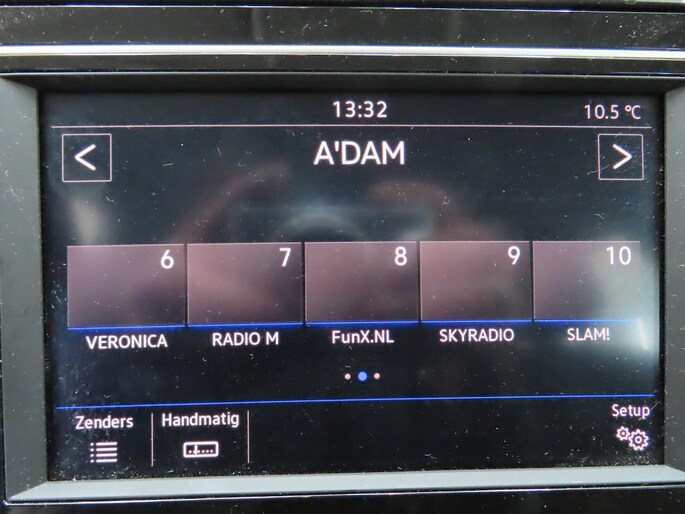 13:32
10.5 °C
< A'DAM >
6 7 8 9 10
VERONICA RADIO M FunX.NL SKYRADIO SLAM!
Zenders Handmatig Setup